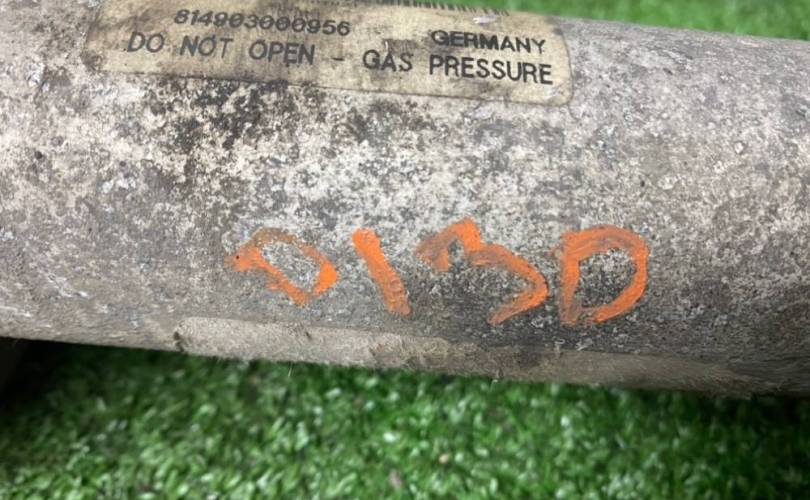 814903000956 GERMANY
DO NOT OPEN - GAS PRESSURE
D13D